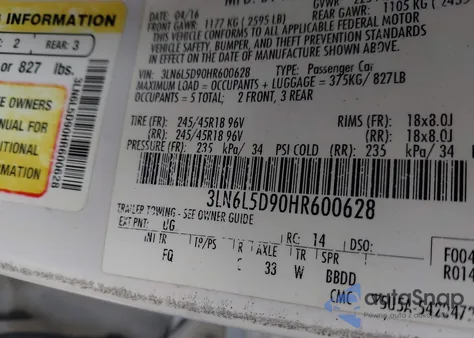 INFORMATION
2 REAR: 3
or 827 lbs.
SEE OWNERS
MANUAL FOR
ADDITIONAL
INFORMATION
3LN6L5D90HR600628
DATE: 04/16
FRONT GAWR: 1177 KG ( 2595 LB) REAR GAWR: 1105 KG
THIS VEHICLE CONFORMS TO ALL APPLICABLE FEDERAL MOTOR
VEHICLE SAFETY, BUMPER, AND THEFT PREVENTION STANDARDS
IN EFFECT ON THE DATE OF MANUFACTURE SHOWN ABOVE.
VIN: 3LN6L5D90HR600628 TYPE: Passenger Car
MAXIMUM LOAD = OCCUPANTS + LUGGAGE = 375KG/827LB
OCCUPANTS = 5 TOTAL; 2 FRONT, 3 REAR
TIRE (FR): 245/45R18 96V RIMS (FR): 18x8.0J
(RR): 245/45R18 96V (RR): 18x8.0J
PRESSURE (FR): 235 kPa/ 34 PSI COLD (RR): 235 kPa/ 34
3LN6L5D90HR600628
TRAILER TOWING - SEE OWNER GUIDE
EXT PNT: UG RC: 14 DSO:
INT TR TP/PS R AXLE TR SPR
FQ 33 W BBDD
CMC
F004
R014
autoSnap